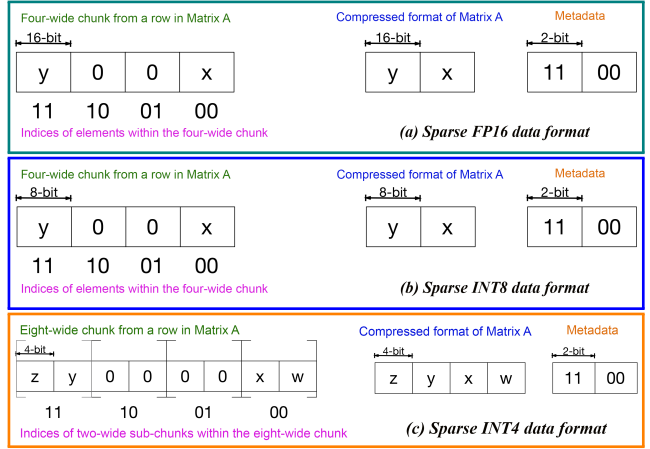 Four-wide chunk from a row in Matrix A Compressed format of Matrix A Metadata
16-bit 16-bit 2-bit
y 0 0 x y x 11 00
11 10 01 00
Indices of elements within the four-wide chunk (a) Sparse FP16 data format
Four-wide chunk from a row in Matrix A Compressed format of Matrix A Metadata
8-bit 8-bit 2-bit
y 0 0 x y x 11 00
11 10 01 00
Indices of elements within the four-wide chunk (b) Sparse INT8 data format
Eight-wide chunk from a row in Matrix A Compressed format of Matrix A Metadata
4-bit 4-bit 2-bit
z y 0 0 0 0 x w z y x w 11 00
11 10 01 00
Indices of two-wide sub-chunks within the eight-wide chunk (c) Sparse INT4 data format